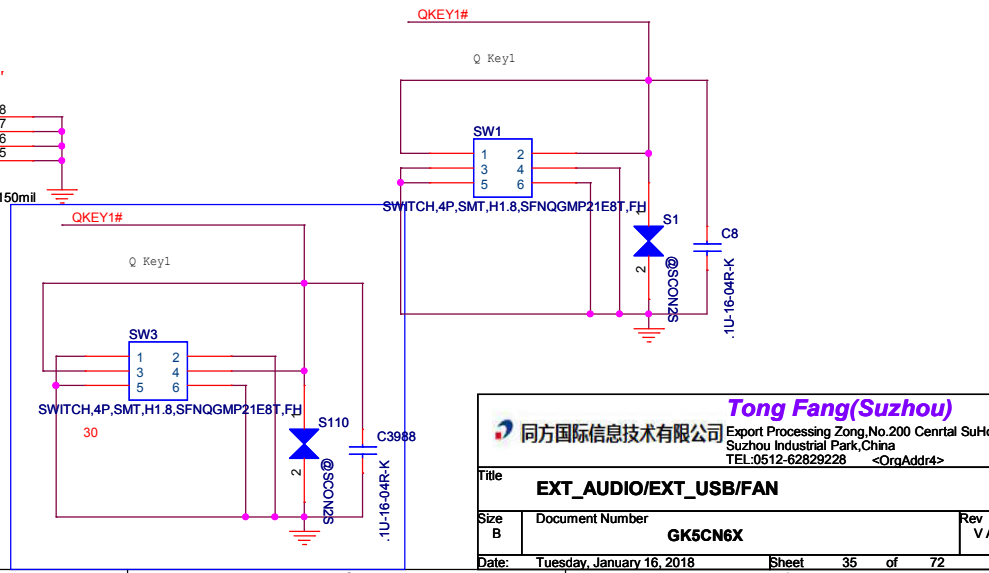 QKEY1#
Q Key1
8
7
6
5
150mil
SW1
1 2
3 4
5 6
SWITCH,4P,SMT,H1.8,SFNQGMP21E8T,FH
1
S1
2
@SCON2S
C8
.1U-16-04R-K
QKEY1#
Q Key1
SW3
1 2
3 4
5 6
SWITCH,4P,SMT,H1.8,SFNQGMP21E8T,FH
30
1
S110
2
@SCON2S
C3988
.1U-16-04R-K
同方国际信息技术有限公司
Tong Fang(Suzhou)
Export Processing Zong,No.200 Cenrtal SuHo
Suzhou Industrial Park,China
TEL:0512-62829228 <OrgAddr4>
Title
EXT_AUDIO/EXT_USB/FAN
Size Document Number Rev
B GK5CN6X V A
Date: Tuesday, January 16, 2018 Sheet 35 of 72